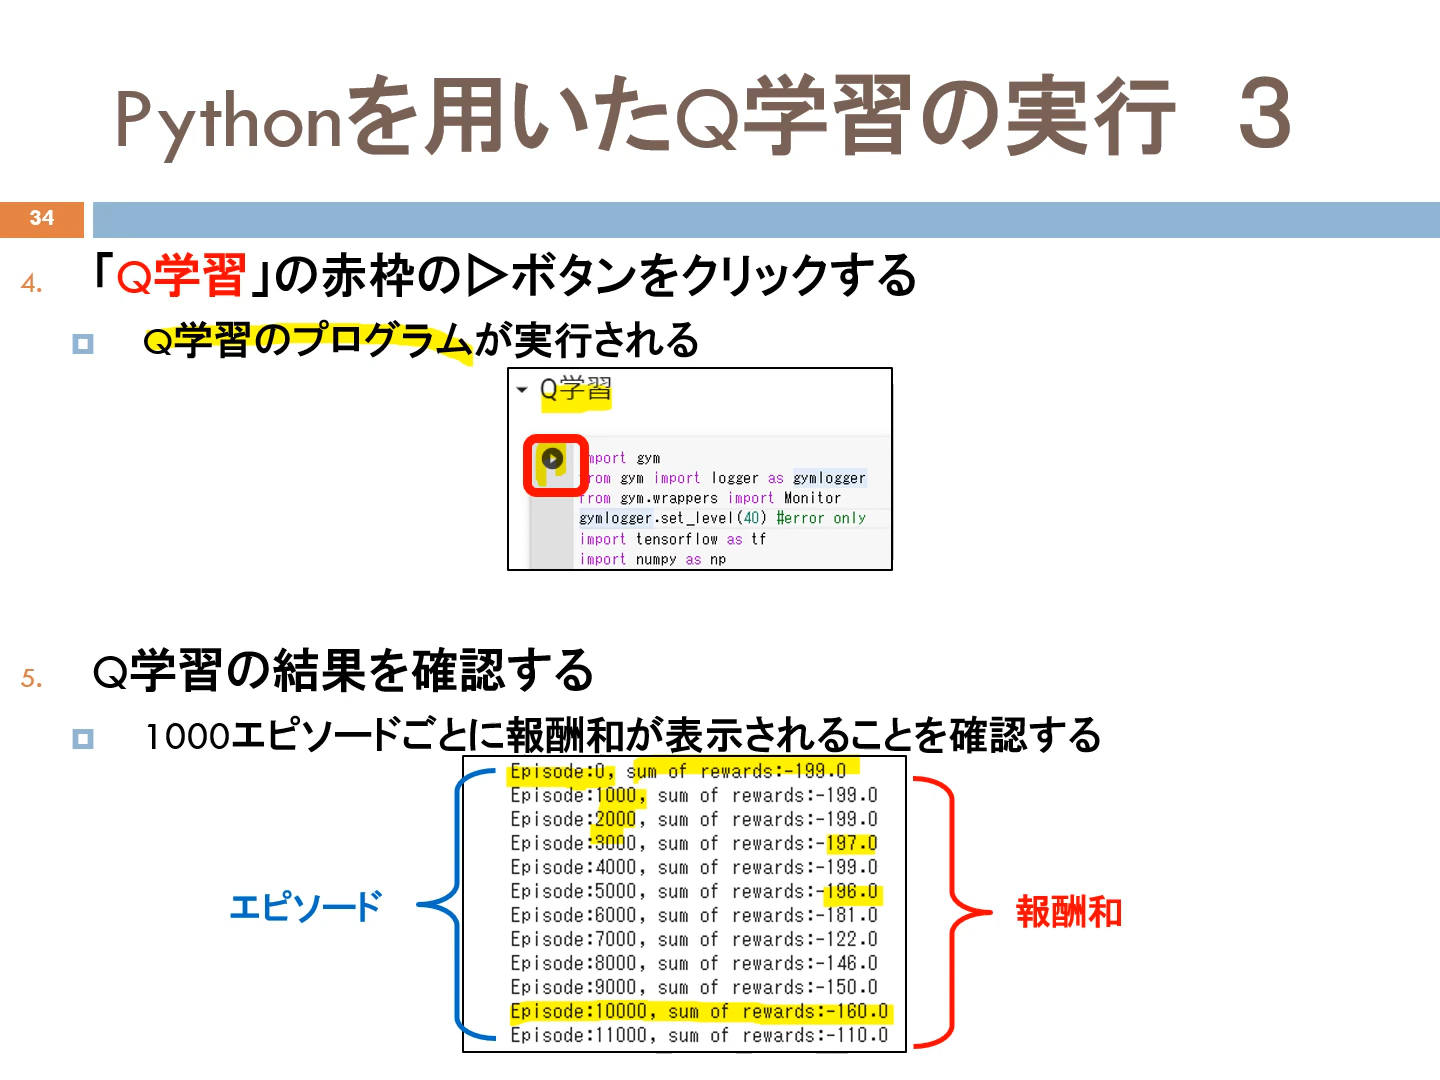 Pythonを用いたQ学習の実行　３
34
4. 「Q学習」の赤枠の▷ボタンをクリックする
Q学習のプログラムが実行される
Q学習
import gym
from gym import logger as gymlogger
from gym.wrappers import Monitor
gymlogger.set_level(40) #error only
import tensorflow as tf
import numpy as np
5. Q学習の結果を確認する
1000エピソードごとに報酬和が表示されることを確認する
Episode:0, sum of rewards:-199.0
Episode:1000, sum of rewards:-199.0
Episode:2000, sum of rewards:-199.0
Episode:3000, sum of rewards:-197.0
Episode:4000, sum of rewards:-199.0
Episode:5000, sum of rewards:-196.0
Episode:6000, sum of rewards:-181.0
Episode:7000, sum of rewards:-122.0
Episode:8000, sum of rewards:-146.0
Episode:9000, sum of rewards:-150.0
Episode:10000, sum of rewards:-160.0
Episode:11000, sum of rewards:-110.0
エピソード
報酬和